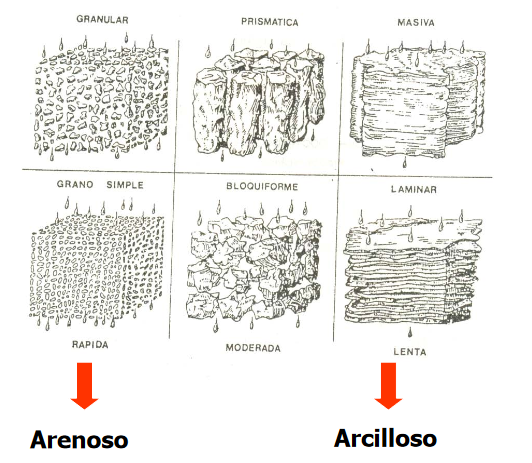 GRANULAR
PRISMATICA
MASIVA
GRANO SIMPLE
BLOQUIFORME
LAMINAR
RAPIDA
MODERADA
LENTA
Arenoso
Arcilloso